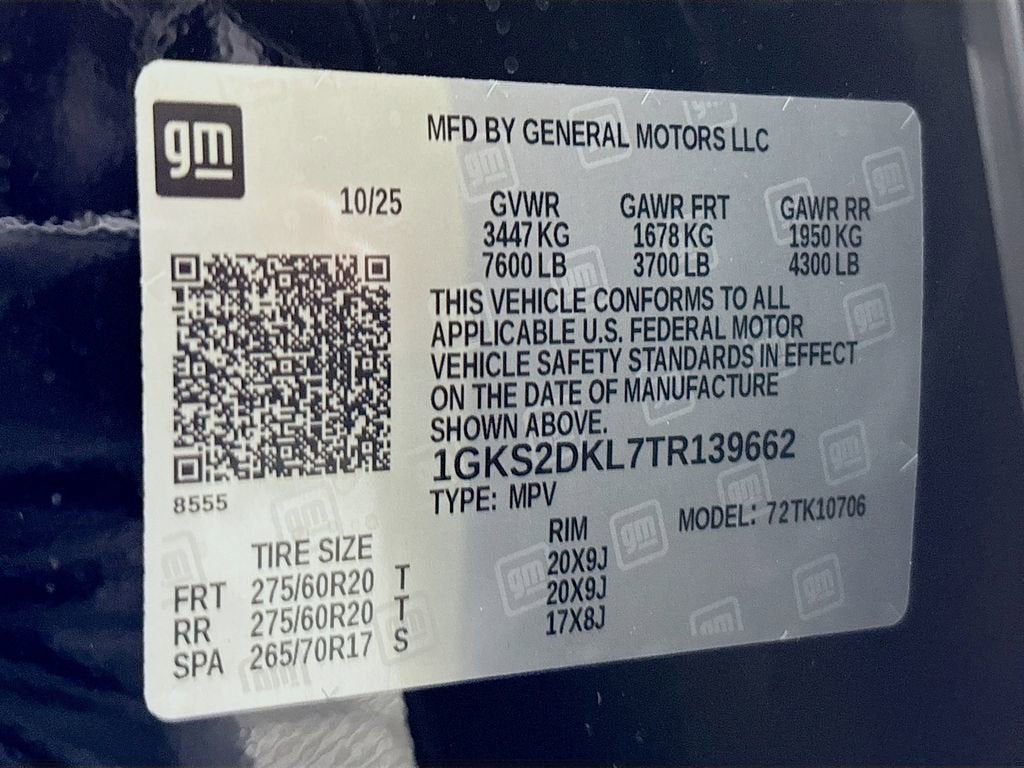 gm
MFD BY GENERAL MOTORS LLC
10/25
GVWR GAWR FRT GAWR RR
3447 KG 1678 KG 1950 KG
7600 LB 3700 LB 4300 LB
THIS VEHICLE CONFORMS TO ALL
APPLICABLE U.S. FEDERAL MOTOR
VEHICLE SAFETY STANDARDS IN EFFECT
ON THE DATE OF MANUFACTURE
SHOWN ABOVE.
1GKS2DKL7TR139662
8555
TYPE: MPV
MODEL: 72TK10706
TIRE SIZE RIM
FRT 275/60R20 T 20X9J
RR 275/60R20 T 20X9J
SPA 265/70R17 S 17X8J